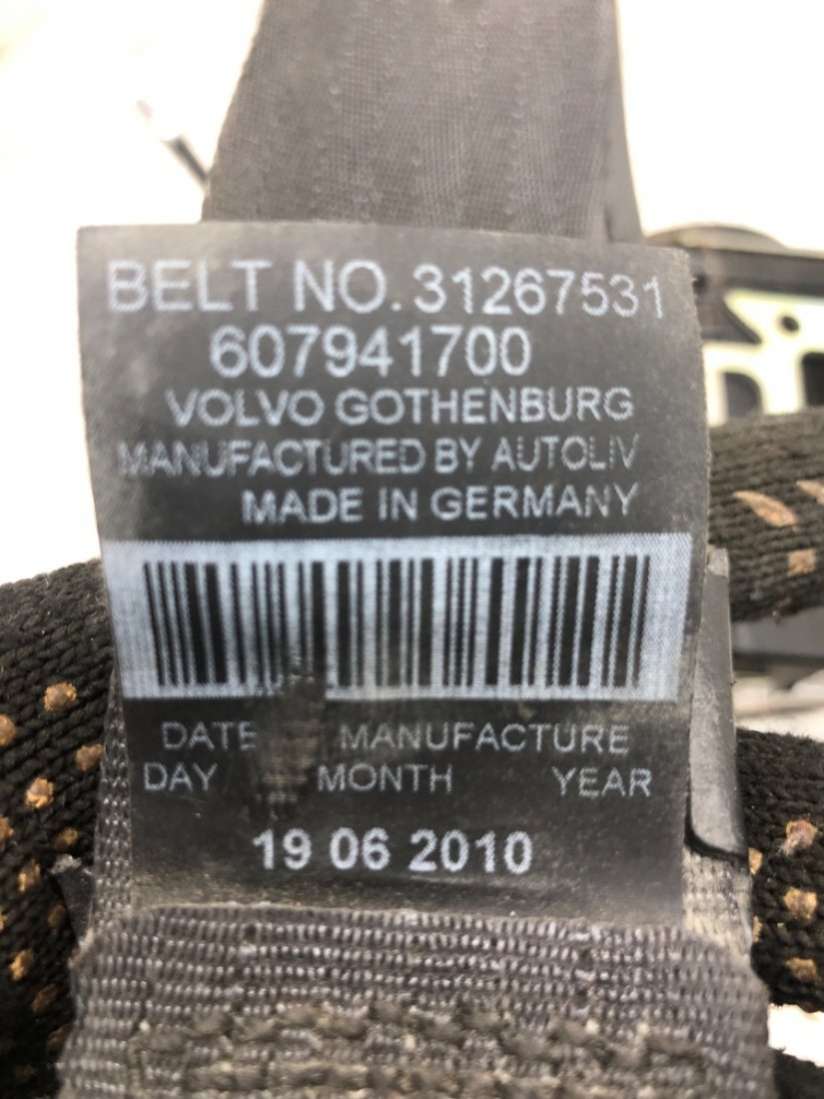 BELT NO. 31267531
607941700
VOLVO GOTHENBURG
MANUFACTURED BY AUTOLIV
MADE IN GERMANY
DATE MANUFACTURE
DAY MONTH YEAR
19 06 2010